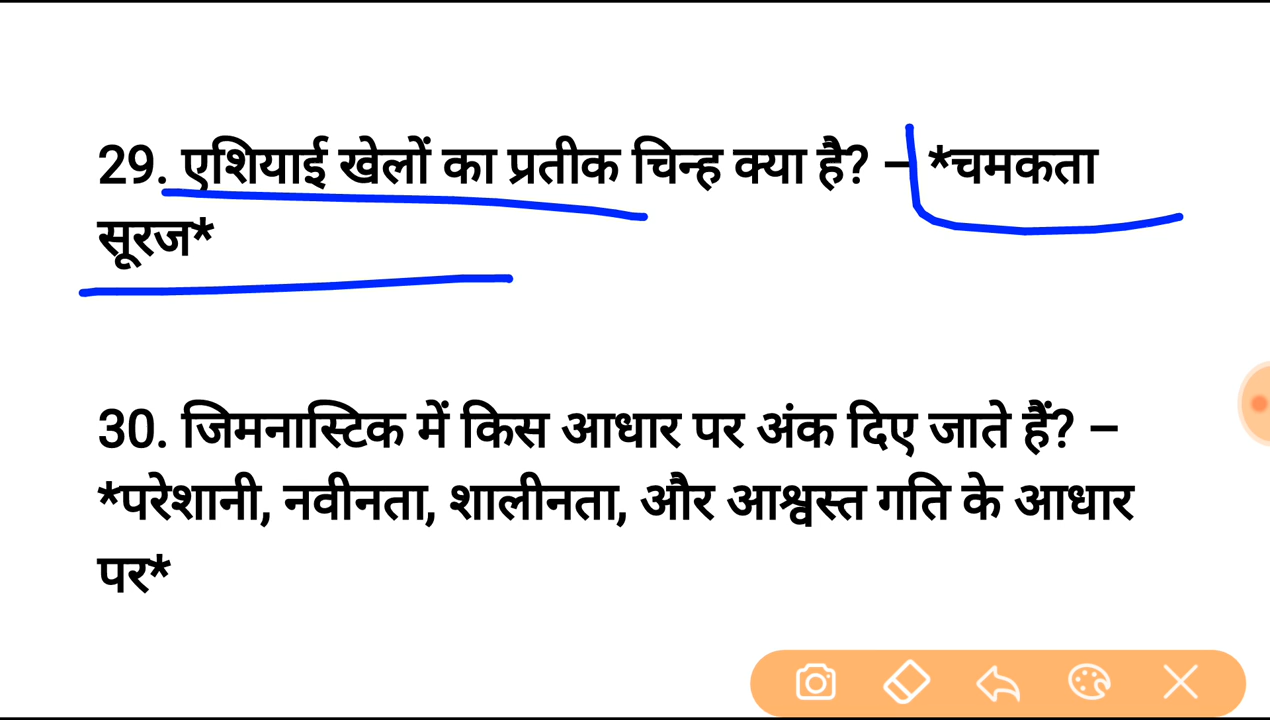 29. एशियाई खेलों का प्रतीक चिन्ह क्या है? – *चमकता
सूरज*
30. जिमनास्टिक में किस आधार पर अंक दिए जाते हैं? –
*परेशानी, नवीनता, शालीनता, और आश्वस्त गति के आधार
पर*